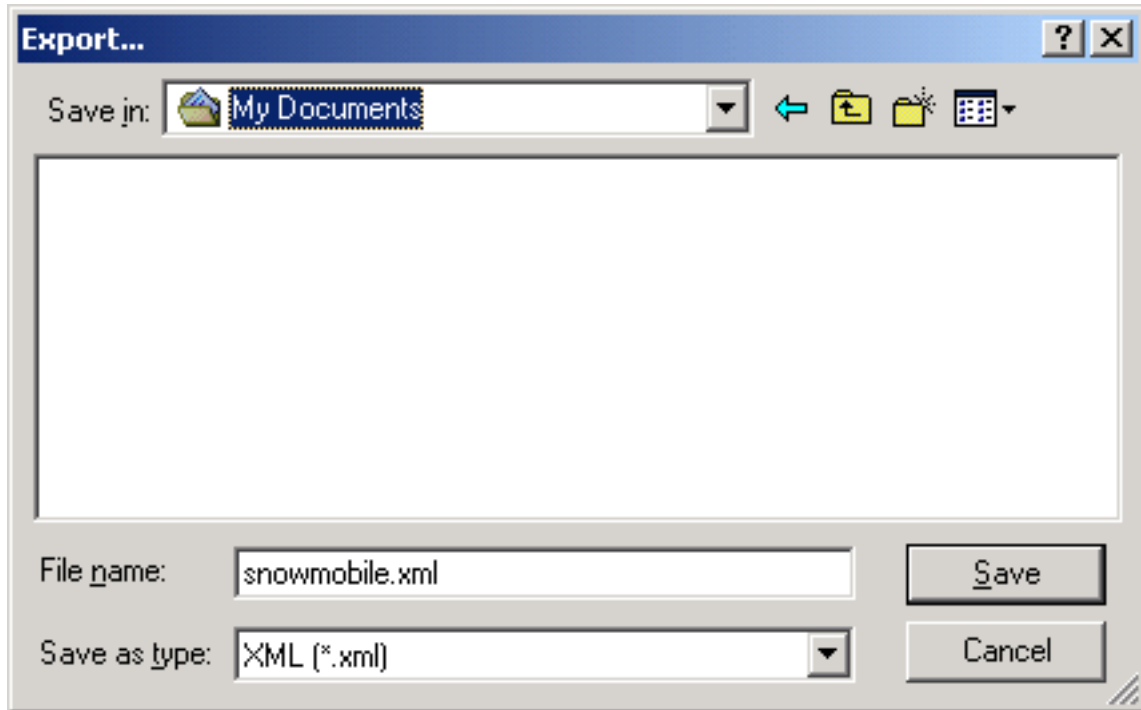 Export...
Save in: My Documents
File name: snowmobile.xml Save
Save as type: XML (*.xml) Cancel